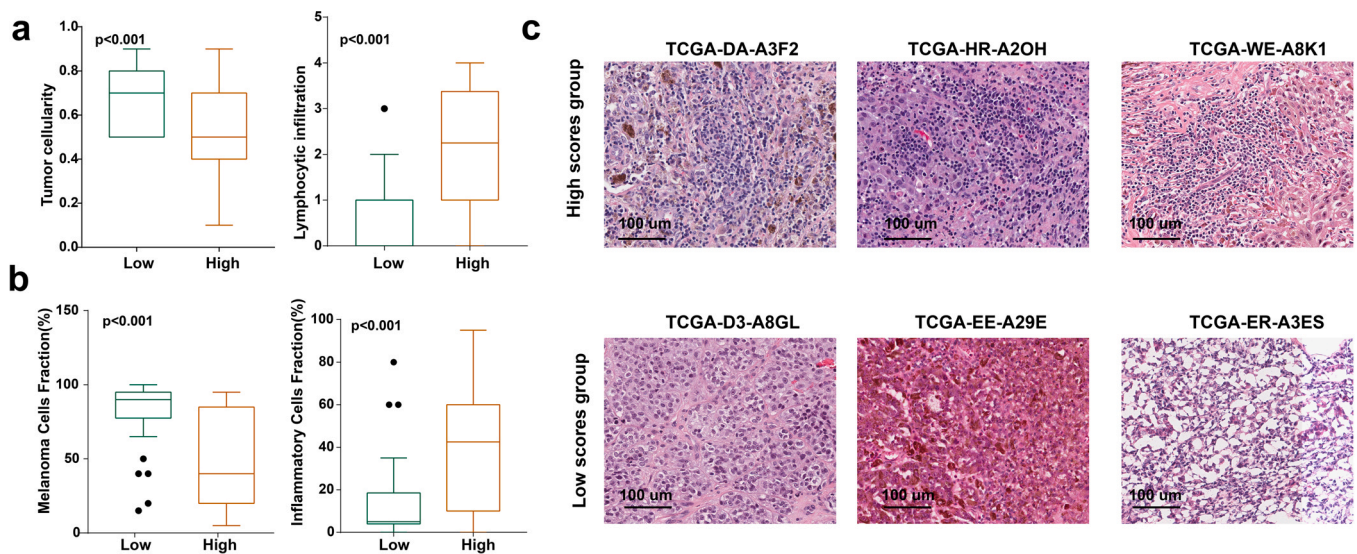 a
p<0.001
Tumor cellularity
1.0
0.8
0.6
0.4
0.2
0.0
Low
High
p<0.001
Lymphocytic infiltration
5
4
3
2
1
0
Low
High
b
p<0.001
Melanoma Cells Fraction(%)
150
100
50
0
Low
High
p<0.001
Inflammatory Cells Fraction(%)
100
80
60
40
20
0
Low
High
c
High scores group
TCGA-DA-A3F2
100 um
TCGA-HR-A2OH
100 um
TCGA-WE-A8K1
100 um
Low scores group
TCGA-D3-A8GL
100 um
TCGA-EE-A29E
100 um
TCGA-ER-A3ES
100 um